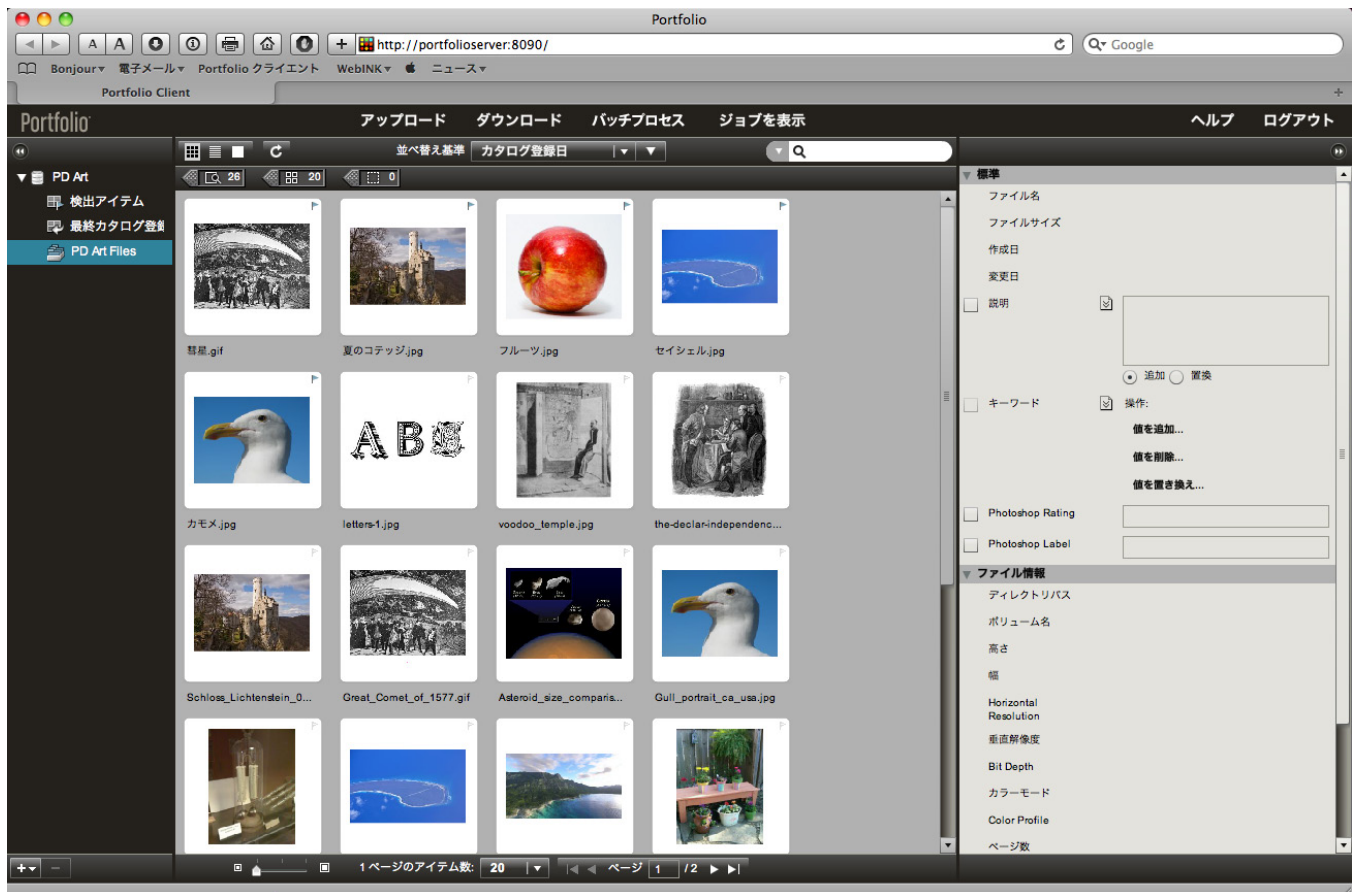 Portfolio
A A
http://portfolioserver:8090/
Google
Bonjour 電子メール Portfolio クライエント WebINK ニュース
Portfolio Client
Portfolio
アップロード ダウンロード バッチプロセス ジョブを表示 ヘルプ ログアウト
並べ替え基準 カタログ登録日
PD Art
検出アイテム
最終カタログ登録
PD Art Files
26 20 0
彗星.gif
夏のコテッジ.jpg
フルーツ.jpg
セイシェル.jpg
カモメ.jpg
ABC
letters-1.jpg
voodoo_temple.jpg
the-declar-independenc...
Schloss_Lichtenstein_0...
Great_Comet_of_1577.gif
Asteroid_size_comparis...
Gull_portrait_ca_usa.jpg
1 ページのアイテム数: 20 ページ 1 /2
標準
ファイル名
ファイルサイズ
作成日
変更日
説明
追加 置換
キーワード 操作:
値を追加...
値を削除...
値を置き換え...
Photoshop Rating
Photoshop Label
ファイル情報
ディレクトリパス
ボリューム名
高さ
幅
Horizontal
Resolution
垂直解像度
Bit Depth
カラーモード
Color Profile
ページ数